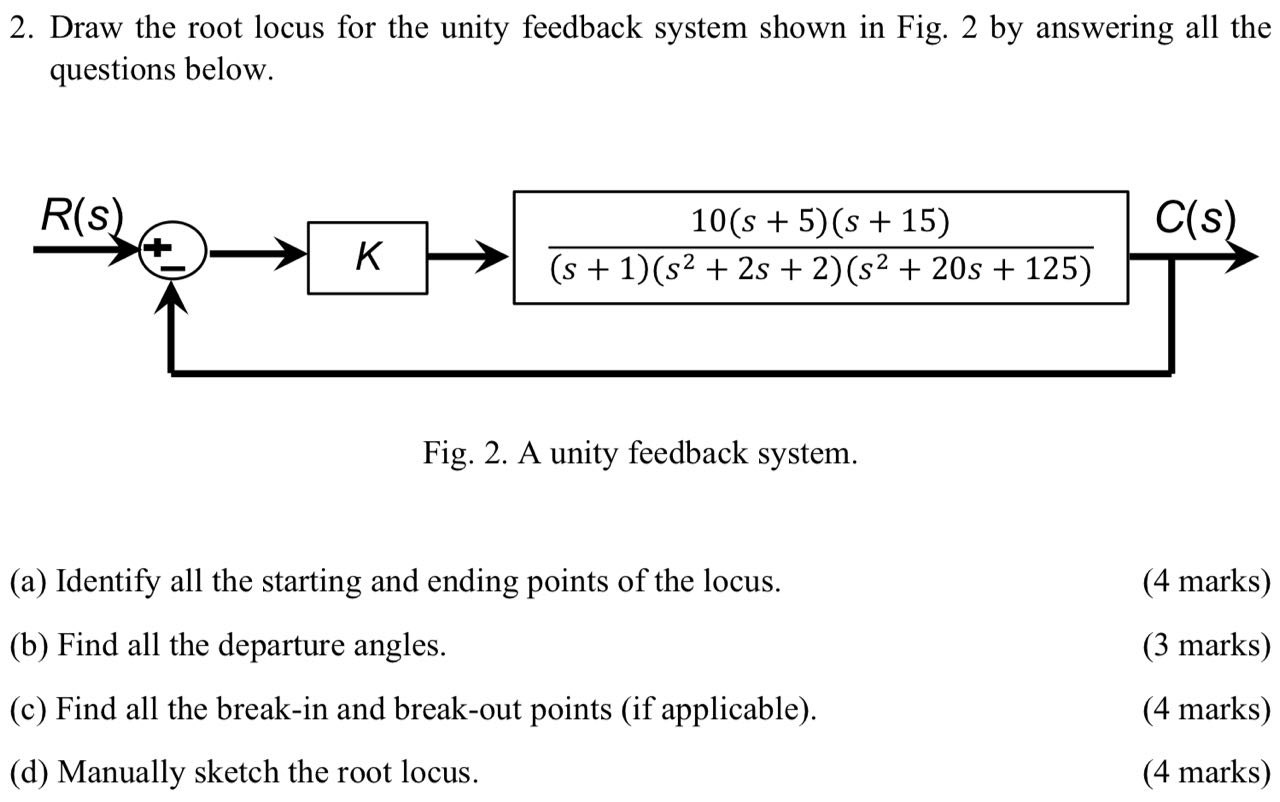 2. Draw the root locus for the unity feedback system shown in Fig. 2 by answering all the
questions below.
R(s)
+
−
K
10(s + 5)(s + 15)
(s + 1)(s² + 2s + 2)(s² + 20s + 125)
C(s)
Fig. 2. A unity feedback system.
(a) Identify all the starting and ending points of the locus. (4 marks)
(b) Find all the departure angles. (3 marks)
(c) Find all the break-in and break-out points (if applicable). (4 marks)
(d) Manually sketch the root locus. (4 marks)